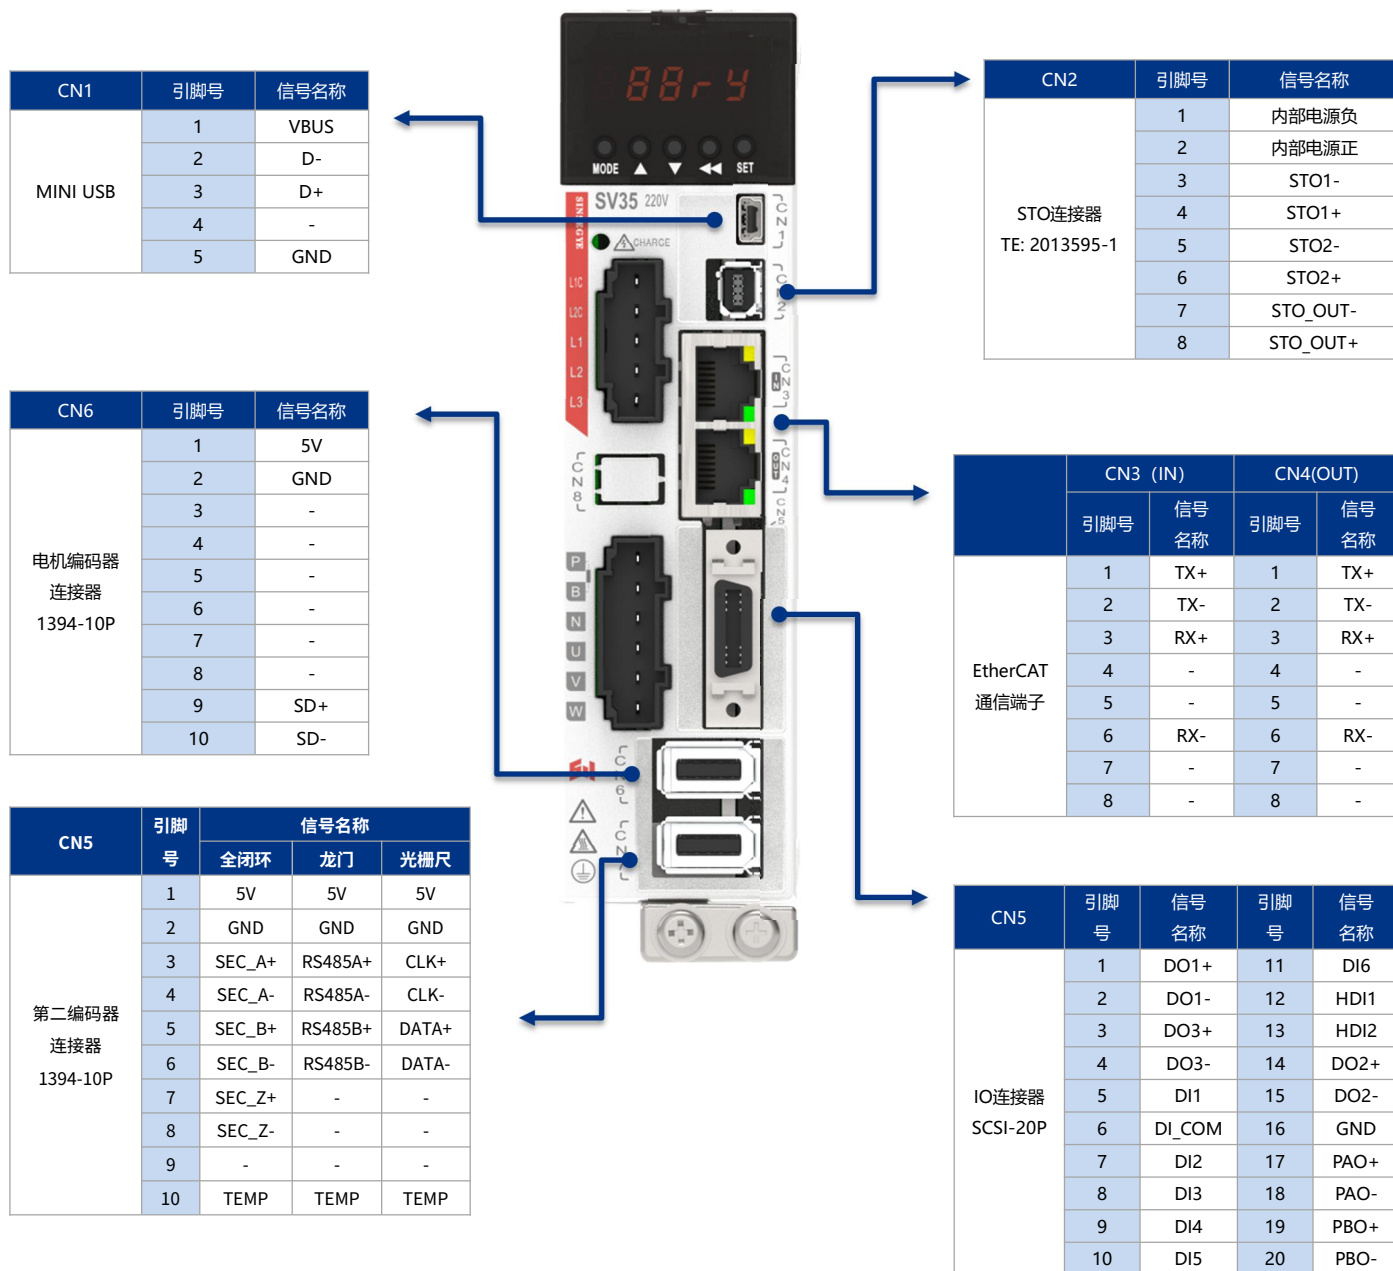 CN1 引脚号 信号名称
MINI USB
1 VBUS
2 D-
3 D+
4 -
5 GND
CN6 引脚号 信号名称
电机编码器
连接器
1394-10P
1 5V
2 GND
3 -
4 -
5 -
6 -
7 -
8 -
9 SD+
10 SD-
CN5 引脚号 信号名称
全闭环 龙门 光栅尺
第二编码器
连接器
1394-10P
1 5V 5V 5V
2 GND GND GND
3 SEC_A+ RS485A+ CLK+
4 SEC_A- RS485A- CLK-
5 SEC_B+ RS485B+ DATA+
6 SEC_B- RS485B- DATA-
7 SEC_Z+ - -
8 SEC_Z- - -
9 - - -
10 TEMP TEMP TEMP
88rY
MODE SET
SV35 220V
CHARGE
CN1
CN2
L1C
L2C
L1
L2
L3
CN3
IN
CN4
OUT
CN5
CN8
P
B
N
U
V
W
CN6
CN2 引脚号 信号名称
STO连接器
TE: 2013595-1
1 内部电源负
2 内部电源正
3 STO1-
4 STO1+
5 STO2-
6 STO2+
7 STO_OUT-
8 STO_OUT+
CN3 (IN) CN4(OUT)
引脚号 信号名称 引脚号 信号名称
EtherCAT
通信端子
1 TX+ 1 TX+
2 TX- 2 TX-
3 RX+ 3 RX+
4 - 4 -
5 - 5 -
6 RX- 6 RX-
7 - 7 -
8 - 8 -
CN5 引脚号 信号名称 引脚号 信号名称
IO连接器
SCSI-20P
1 DO1+ 11 DI6
2 DO1- 12 HDI1
3 DO3+ 13 HDI2
4 DO3- 14 DO2+
5 DI1 15 DO2-
6 DI_COM 16 GND
7 DI2 17 PAO+
8 DI3 18 PAO-
9 DI4 19 PBO+
10 DI5 20 PBO-